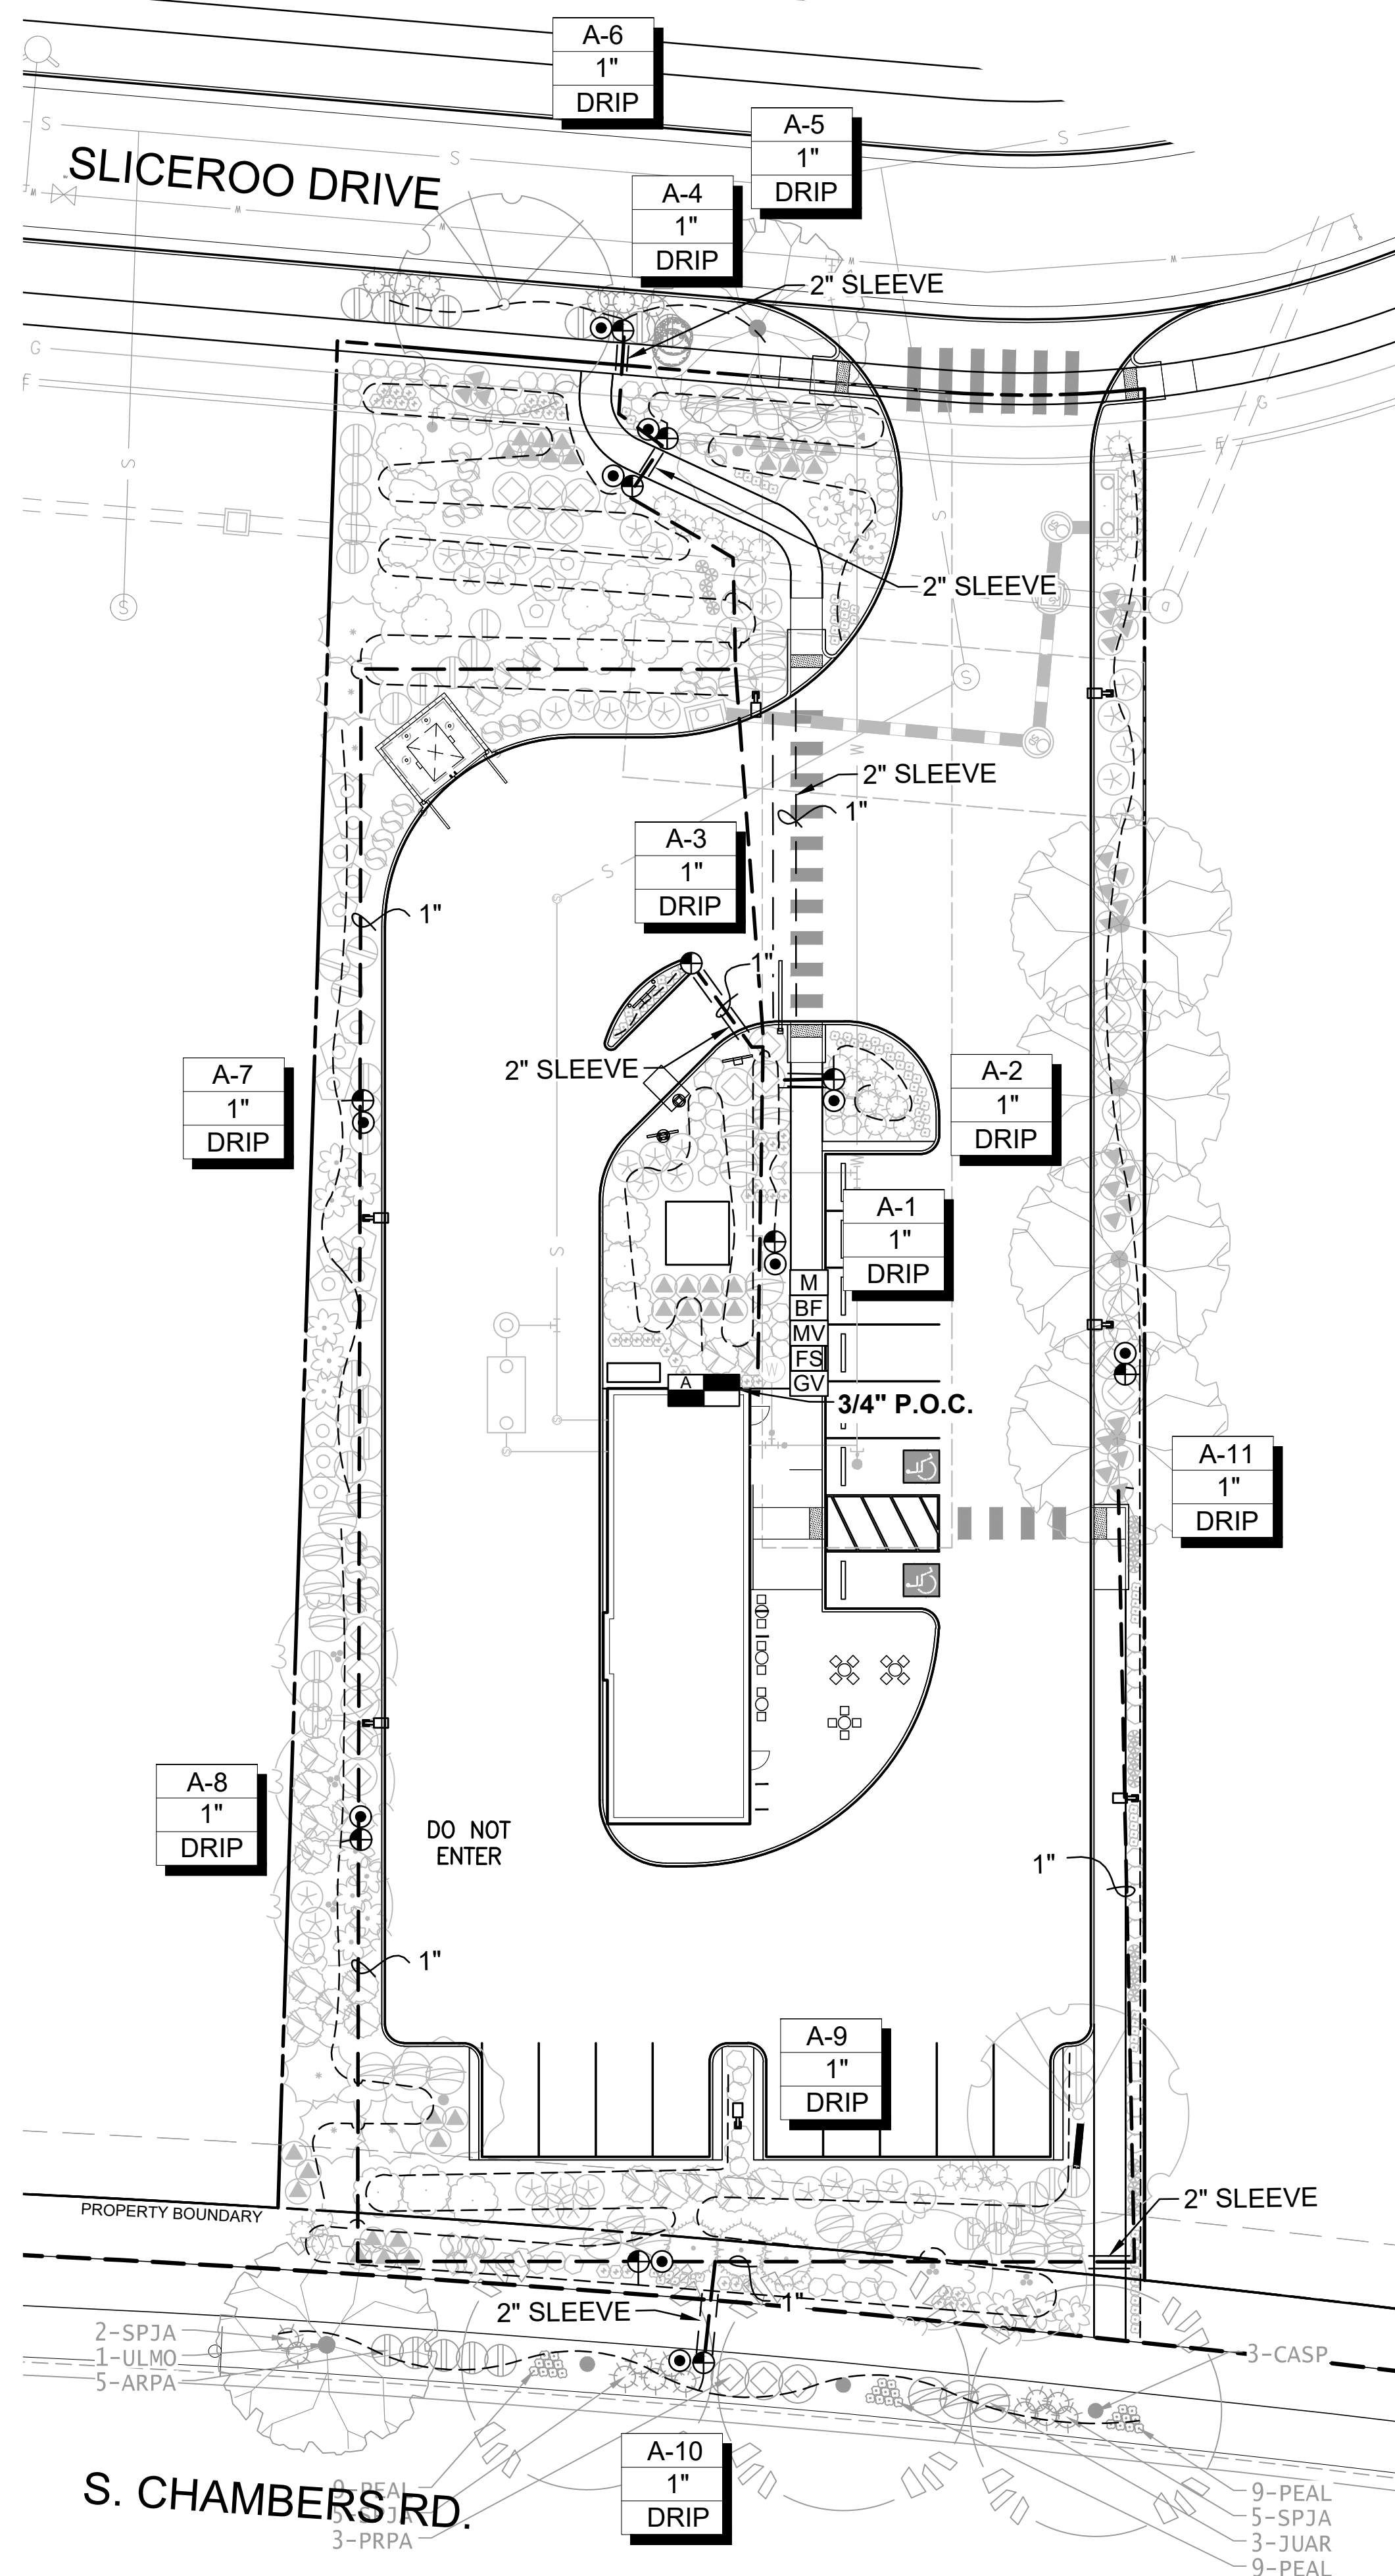 A-6
1"
DRIP
A-5
1"
DRIP
SLICEROO DRIVE
A-4
1"
DRIP
2" SLEEVE
2" SLEEVE
2" SLEEVE
1"
A-3
1"
DRIP
1"
1"
2" SLEEVE
A-7
1"
DRIP
A-2
1"
DRIP
A-1
1"
DRIP
M
BF
MV
FS
GV
A
3/4" P.O.C.
A-11
1"
DRIP
A-8
1"
DRIP
DO NOT
ENTER
1"
1"
A-9
1"
DRIP
PROPERTY BOUNDARY
2" SLEEVE
1"
2" SLEEVE
2-SPJA
1-ULMO
5-ARPA
3-CASP
A-10
1"
DRIP
S. CHAMBERS RD.
9-PEAL
5-SPJA
3-PRPA
9-PEAL
5-SPJA
3-JUAR
9-PEAL